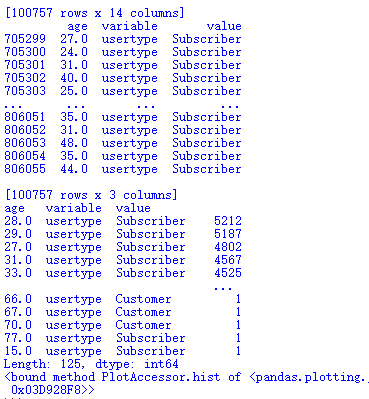 [100757 rows x 14 columns]
age variable value
705299 27.0 usertype Subscriber
705300 24.0 usertype Subscriber
705301 31.0 usertype Subscriber
705302 40.0 usertype Subscriber
705303 25.0 usertype Subscriber
... ... ... ...
806051 35.0 usertype Subscriber
806052 31.0 usertype Subscriber
806053 48.0 usertype Subscriber
806054 35.0 usertype Subscriber
806055 44.0 usertype Subscriber
[100757 rows x 3 columns]
age variable value
28.0 usertype Subscriber 5212
29.0 usertype Subscriber 5187
27.0 usertype Subscriber 4802
31.0 usertype Subscriber 4567
33.0 usertype Subscriber 4525
...
66.0 usertype Customer 1
67.0 usertype Customer 1
70.0 usertype Customer 1
77.0 usertype Subscriber 1
15.0 usertype Subscriber 1
Length: 125, dtype: int64
<bound method PlotAccessor.hist of <pandas.plotting.
0x03D928F8>>